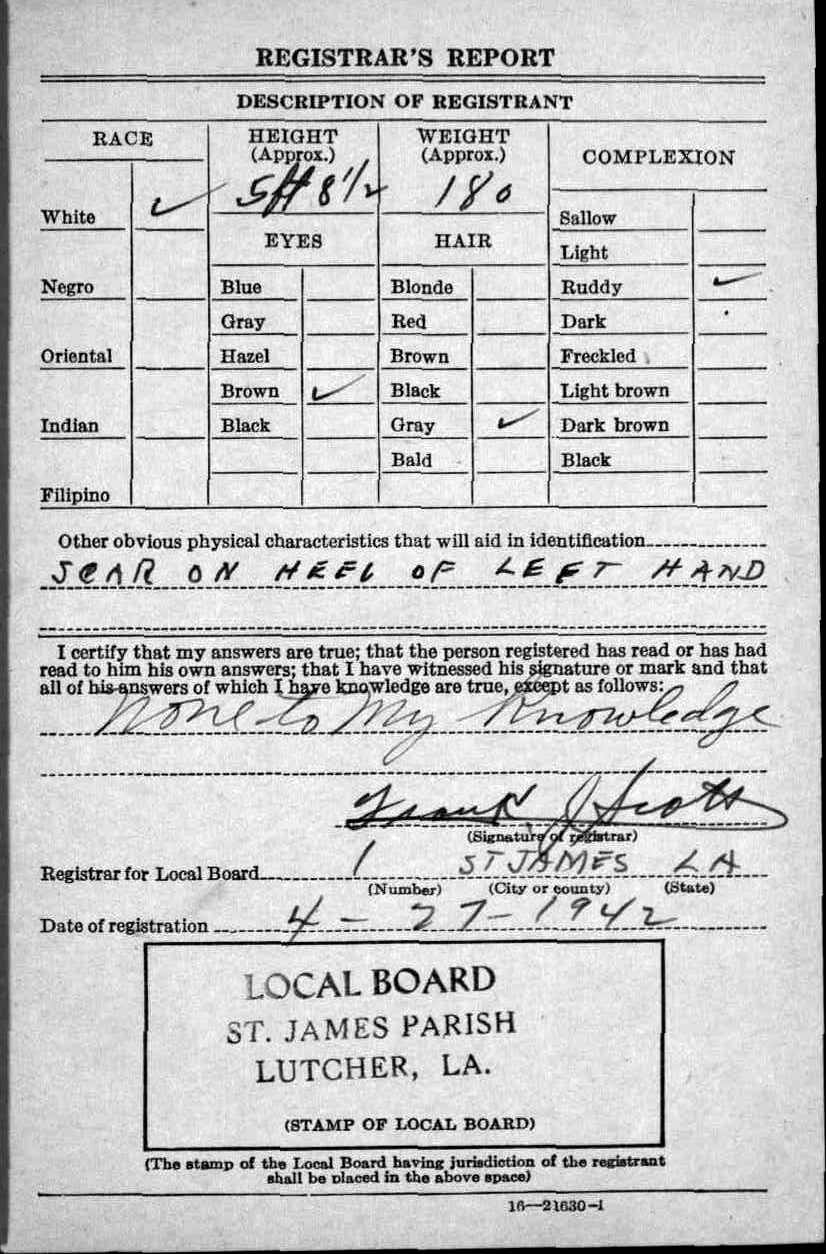 REGISTRAR'S REPORT
DESCRIPTION OF REGISTRANT
RACE
HEIGHT
(Approx.)
WEIGHT
(Approx.)
COMPLEXION
5 ft 8 1/2
180
White ✓
EYES
HAIR
Sallow
Light
Negro
Blue
Blonde
Ruddy ✓
Gray
Red
Dark
Oriental
Hazel
Brown
Freckled
Brown ✓
Black
Light brown
Indian
Black
Gray ✓
Dark brown
Bald
Black
Filipino
Other obvious physical characteristics that will aid in identification
SCAR ON HEEL OF LEFT HAND
I certify that my answers are true; that the person registered has read or has had
read to him his own answers; that I have witnessed his signature or mark and that
all of his answers of which I have knowledge are true, except as follows:
None to My Knowledge
Frank J Scott
(Signature of registrar)
Registrar for Local Board 1 ST JAMES LA
(Number) (City or county) (State)
Date of registration 4-27-1942
LOCAL BOARD
ST. JAMES PARISH
LUTCHER, LA.
(STAMP OF LOCAL BOARD)
(The stamp of the Local Board having jurisdiction of the registrant
shall be placed in the above space)
16—21630-1